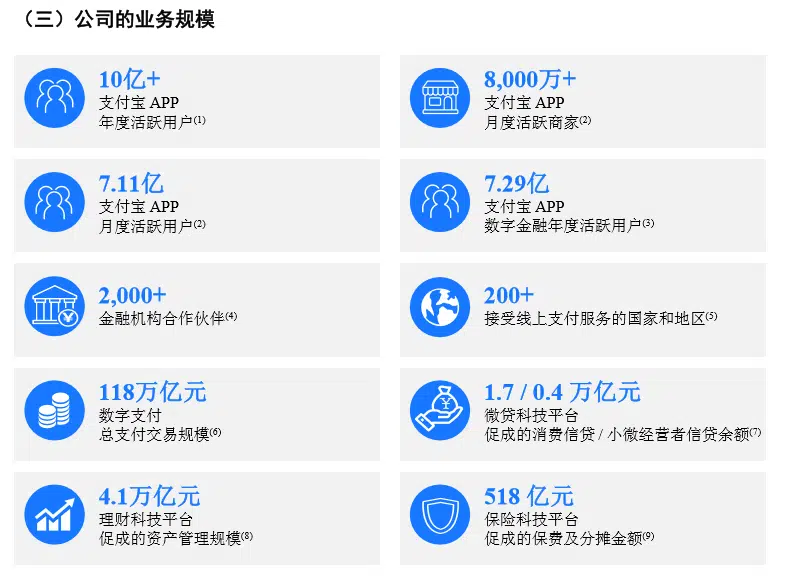 （三）公司的业务规模
10亿+
支付宝 APP
年度活跃用户(1)
8,000万+
支付宝 APP
月度活跃商家(2)
7.11亿
支付宝 APP
月度活跃用户(2)
7.29亿
支付宝 APP
数字金融年度活跃用户(3)
2,000+
金融机构合作伙伴(4)
200+
接受线上支付服务的国家和地区(5)
118万亿元
数字支付
总支付交易规模(6)
1.7 / 0.4 万亿元
微贷科技平台
促成的消费信贷 / 小微经营者信贷余额(7)
4.1万亿元
理财科技平台
促成的资产管理规模(8)
518 亿元
保险科技平台
促成的保费及分摊金额(9)